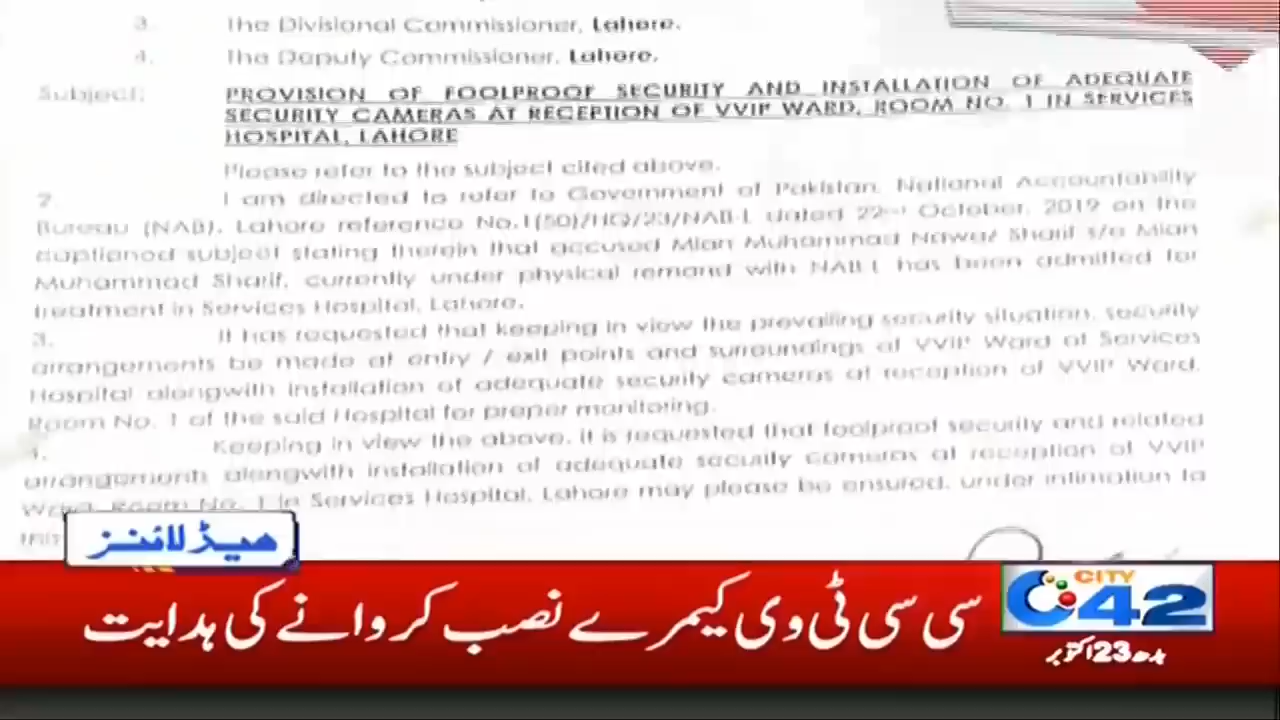 3. The Divisional Commissioner, Lahore.
4. The Deputy Commissioner, Lahore.
Subject: PROVISION OF FOOLPROOF SECURITY AND INSTALLATION OF ADEQUATE
SECURITY CAMERAS AT RECEPTION OF VVIP WARD, ROOM NO. 1 IN SERVICES
HOSPITAL, LAHORE
Please refer to the subject cited above.
2. I am directed to refer to Government of Pakistan, National Accountability
Bureau (NAB), Lahore reference No.1(50)/HQ/23/NAB-L dated 22nd October, 2019 on the
captioned subject stating therein that accused Mian Muhammad Nawaz Sharif s/o Mian
Muhammad Sharif, currently under physical remand with NAB-L has been admitted for
treatment in Services Hospital, Lahore.
3. It has requested that keeping in view the prevailing security situation, security
arrangements be made at entry / exit points and surroundings of VVIP Ward of Services
Hospital alongwith installation of adequate security cameras at reception of VVIP Ward,
Room No. 1 of the said Hospital for proper monitoring.
4. Keeping in view the above, it is requested that foolproof security and related
arrangements alongwith installation of adequate security cameras at reception of VVIP
Ward, Room No. 1 in Services Hospital, Lahore may please be ensured, under intimation to
this
ہیڈلائنز
سی سی ٹی وی کیمرے نصب کروانے کی ہدایت
CITY
42
بدھ 23 اکتوبر